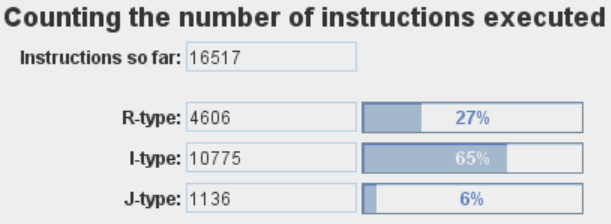 Counting the number of instructions executed
Instructions so far: 16517
R-type: 4606 27%
I-type: 10775 65%
J-type: 1136 6%